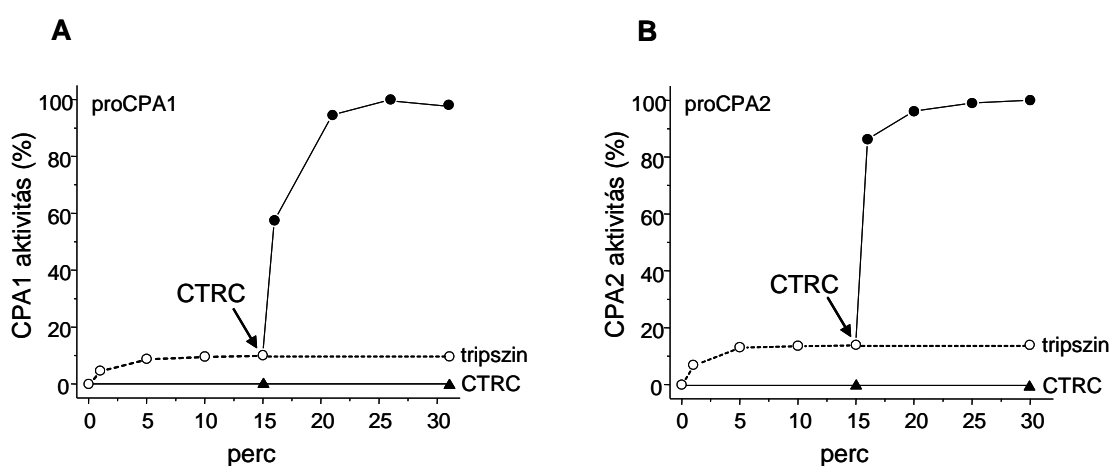 A
proCPA1
CPA1 aktivitás (%)
100
80
60
40
20
0
CTRC
tripszin
CTRC
0 5 10 15 20 25 30
perc
B
proCPA2
CPA2 aktivitás (%)
100
80
60
40
20
0
CTRC
tripszin
CTRC
0 5 10 15 20 25 30
perc